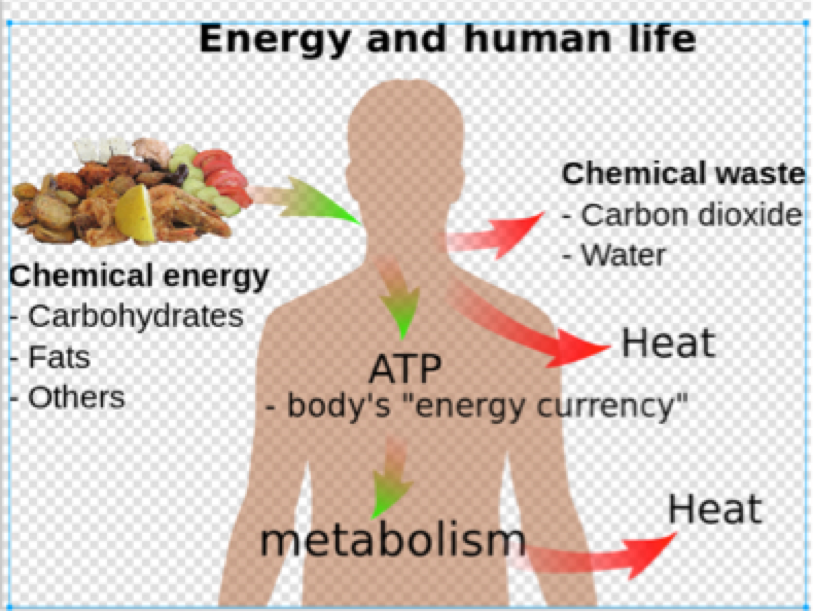 Energy and human life
Chemical waste
- Carbon dioxide
- Water
Chemical energy
- Carbohydrates
- Fats
- Others
Heat
ATP
- body's "energy currency"
Heat
metabolism